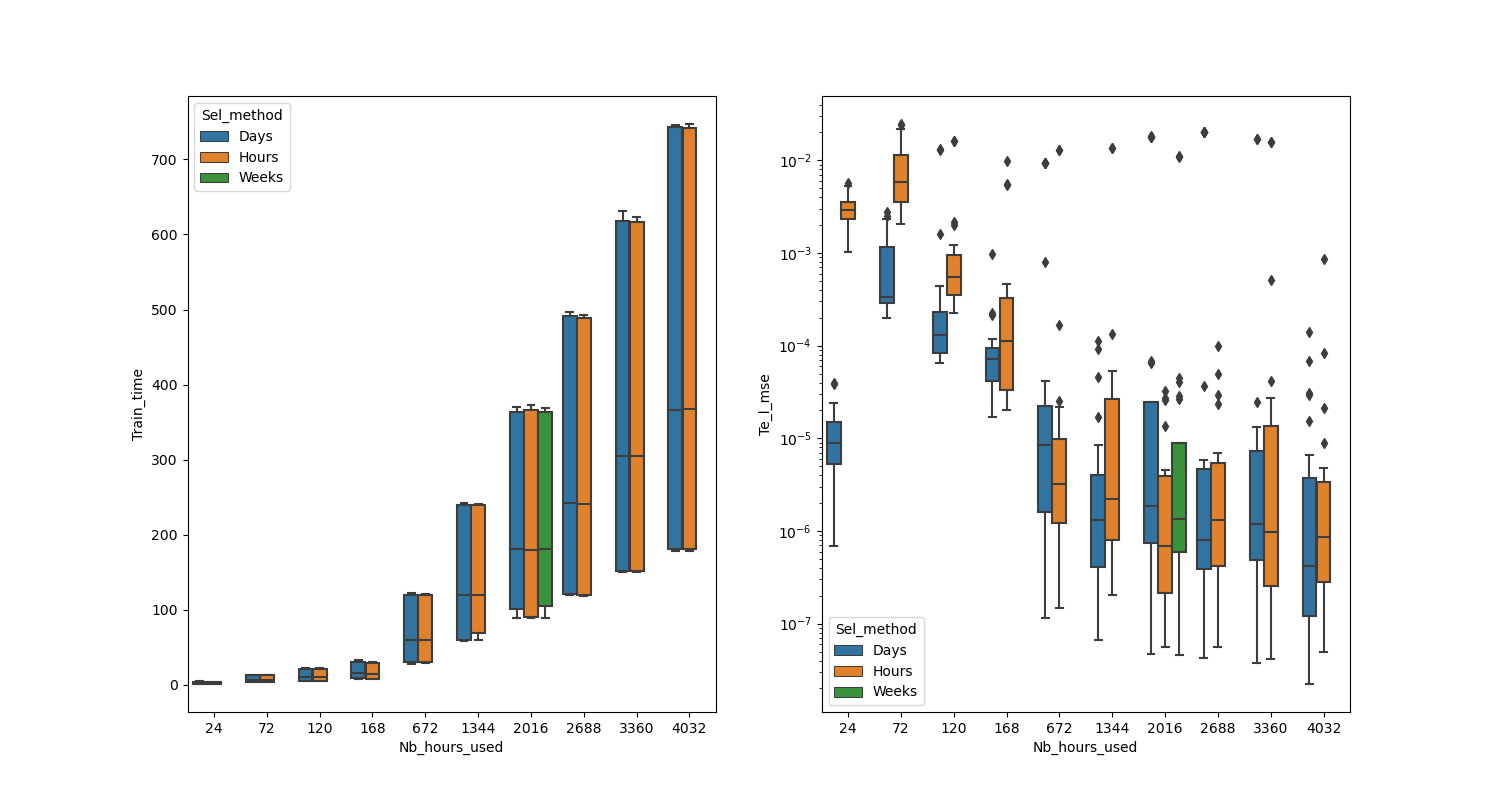 Sel_method
Days
Hours
Weeks
700
600
500
400
300
200
100
0
Train_time
24 72 120 168 672 1344 2016 2688 3360 4032
Nb_hours_used
10⁻²
10⁻³
10⁻⁴
10⁻⁵
10⁻⁶
10⁻⁷
Te_l_mse
Sel_method
Days
Hours
Weeks
24 72 120 168 672 1344 2016 2688 3360 4032
Nb_hours_used